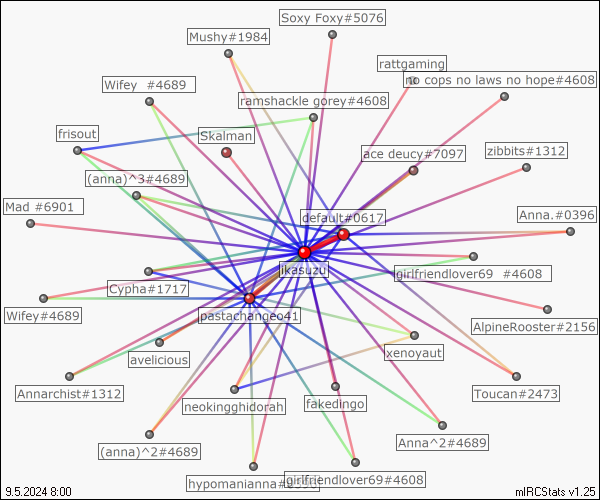 Soxy Foxy#5076
Mushy#1984
rattgaming
no cops no laws no hope#4608
Wifey  #4689
ramshackle gorey#4608
frisout
Skalman
ace deucy#7097
zibbits#1312
(anna)^3#4689
Mad #6901
default#0617
Anna.#0396
ikasuzu
girlfriendlover69  #4608
Cypha#1717
Wifey#4689
pastachangeo41
AlpineRooster#2156
avelicious
xenoyaut
Annarchist#1312
Toucan#2473
neokingghidorah
fakedingo
(anna)^2#4689
Anna^2#4689
hypomanianna
girlfriendlover69#4608
9.5.2024 8:00
mIRCStats v1.25